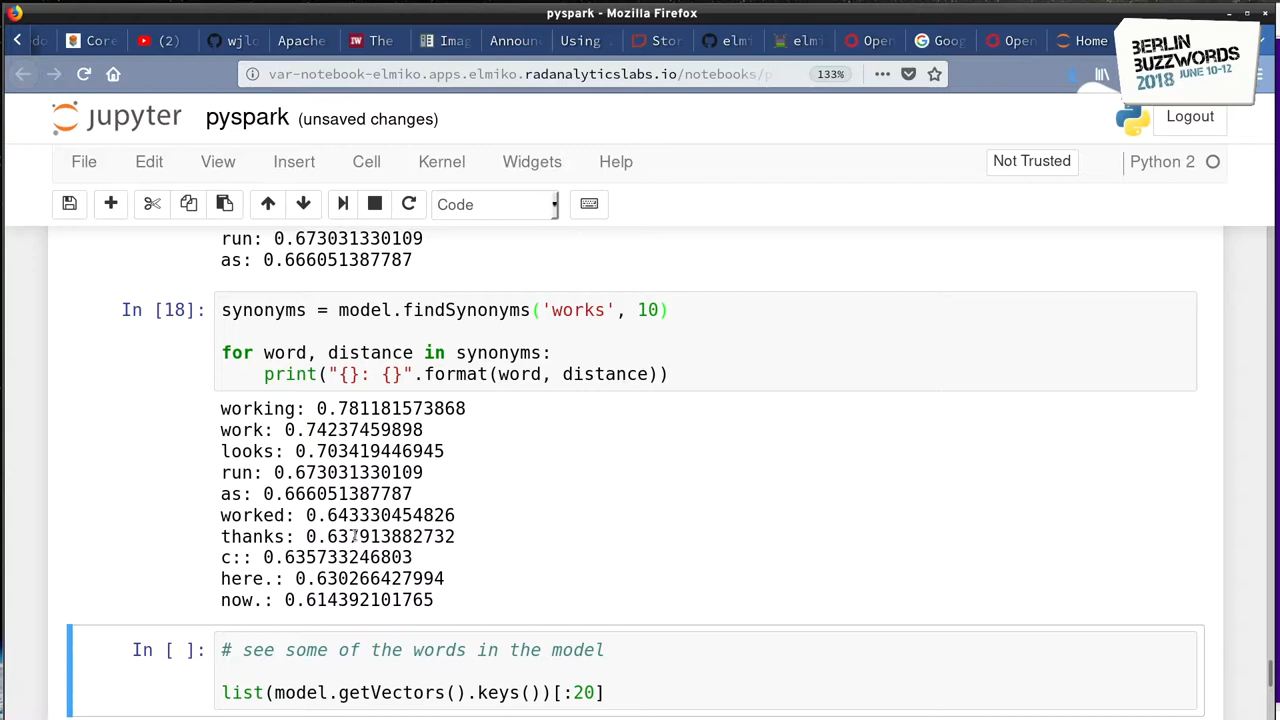 pyspark - Mozilla Firefox
Core
(2)
wjlo
Apache
The
Imag
Announ
Using
Stor
elmi
elmi
Open
Goog
Open
Home
var-notebook-elmiko.apps.elmiko.radanalyticslabs.io/notebooks/p
133%
BERLIN
BUZZWORDS
2018 JUNE 10-12
jupyter
pyspark (unsaved changes)
Logout
File Edit View Insert Cell Kernel Widgets Help
Not Trusted
Python 2
Code
run: 0.673031330109
as: 0.666051387787
In [18]:
synonyms = model.findSynonyms('works', 10)
for word, distance in synonyms:
    print("{}: {}".format(word, distance))
working: 0.781181573868
work: 0.74237459898
looks: 0.703419446945
run: 0.673031330109
as: 0.666051387787
worked: 0.643330454826
thanks: 0.637913882732
c:: 0.635733246803
here.: 0.630266427994
now.: 0.614392101765
In [ ]:
# see some of the words in the model
list(model.getVectors().keys())[:20]